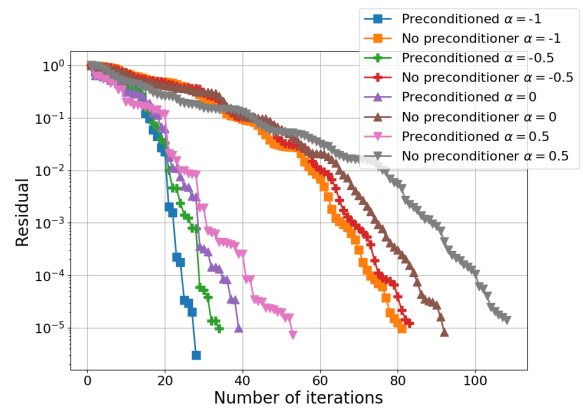 Preconditioned α = -1
No preconditioner α = -1
Preconditioned α = -0.5
No preconditioner α = -0.5
Preconditioned α = 0
No preconditioner α = 0
Preconditioned α = 0.5
No preconditioner α = 0.5
10⁰
10⁻¹
10⁻²
10⁻³
10⁻⁴
10⁻⁵
Residual
0 20 40 60 80 100
Number of iterations